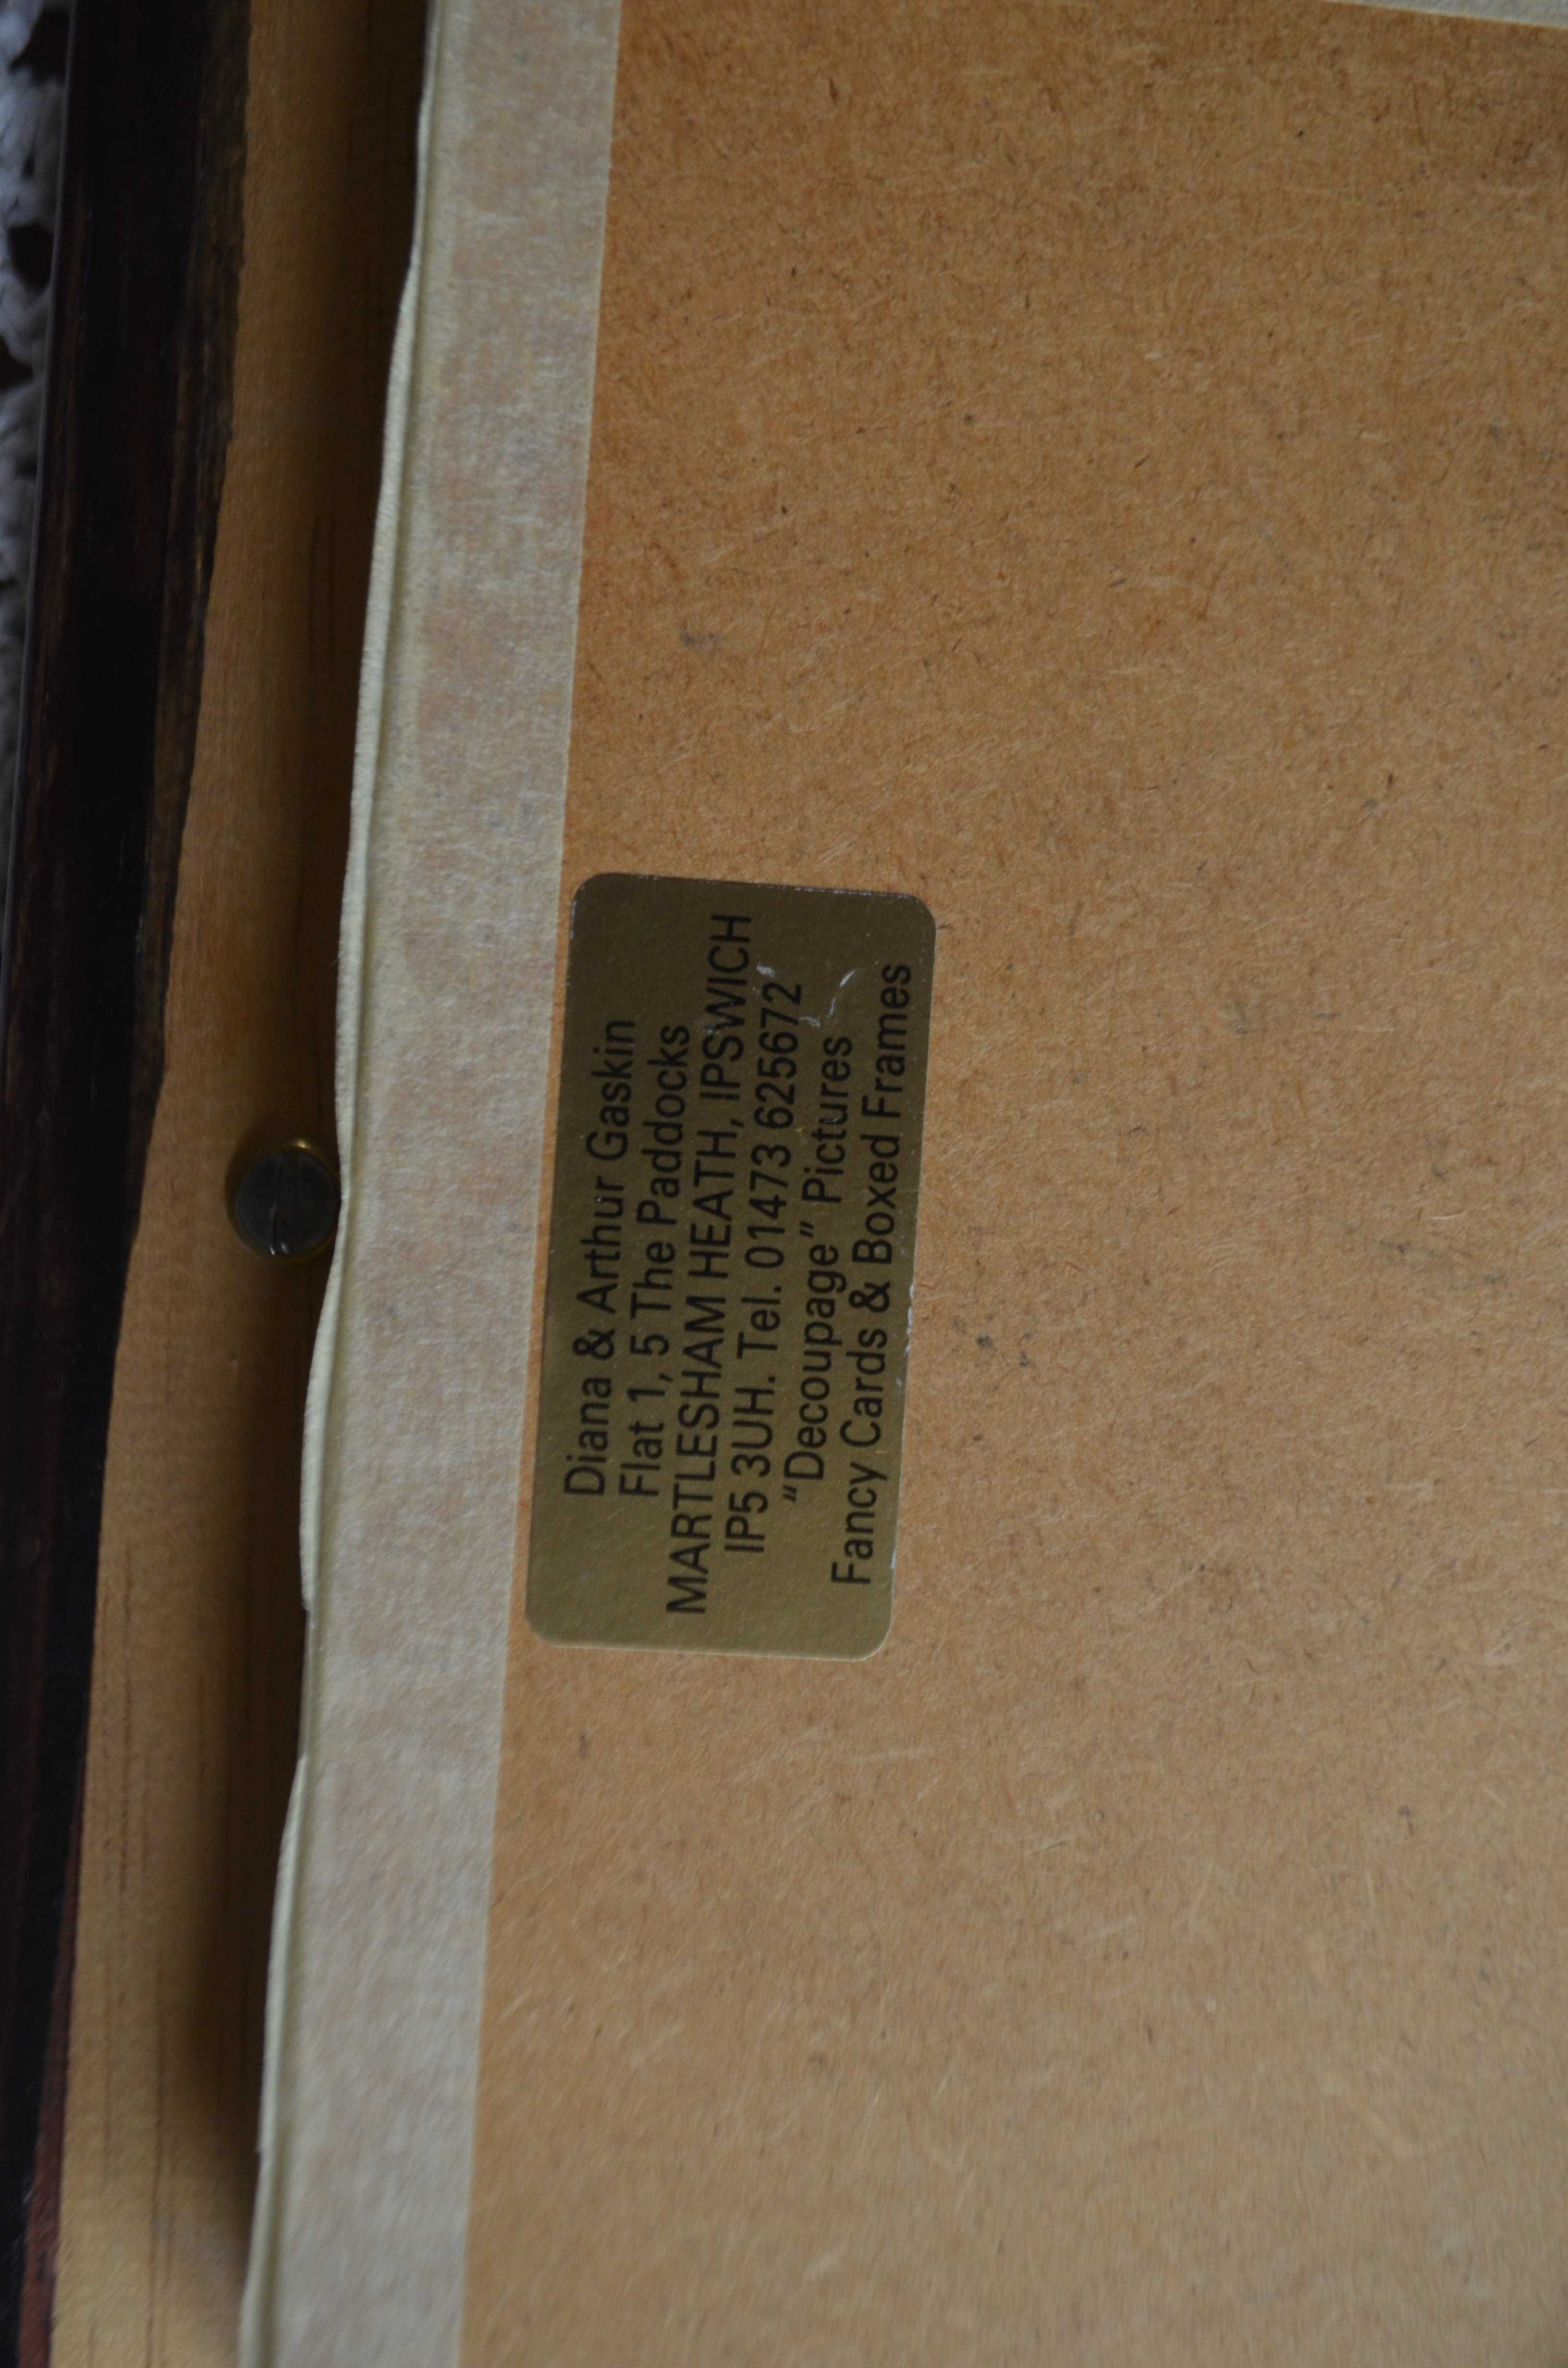 Diana & Arthur Gaskin
Flat 1, 5 The Paddocks
MARTLESHAM HEATH, IPSWICH
IP5 3UH. Tel. 01473 625672
“Decoupage” Pictures
Fancy Cards & Boxed Frames